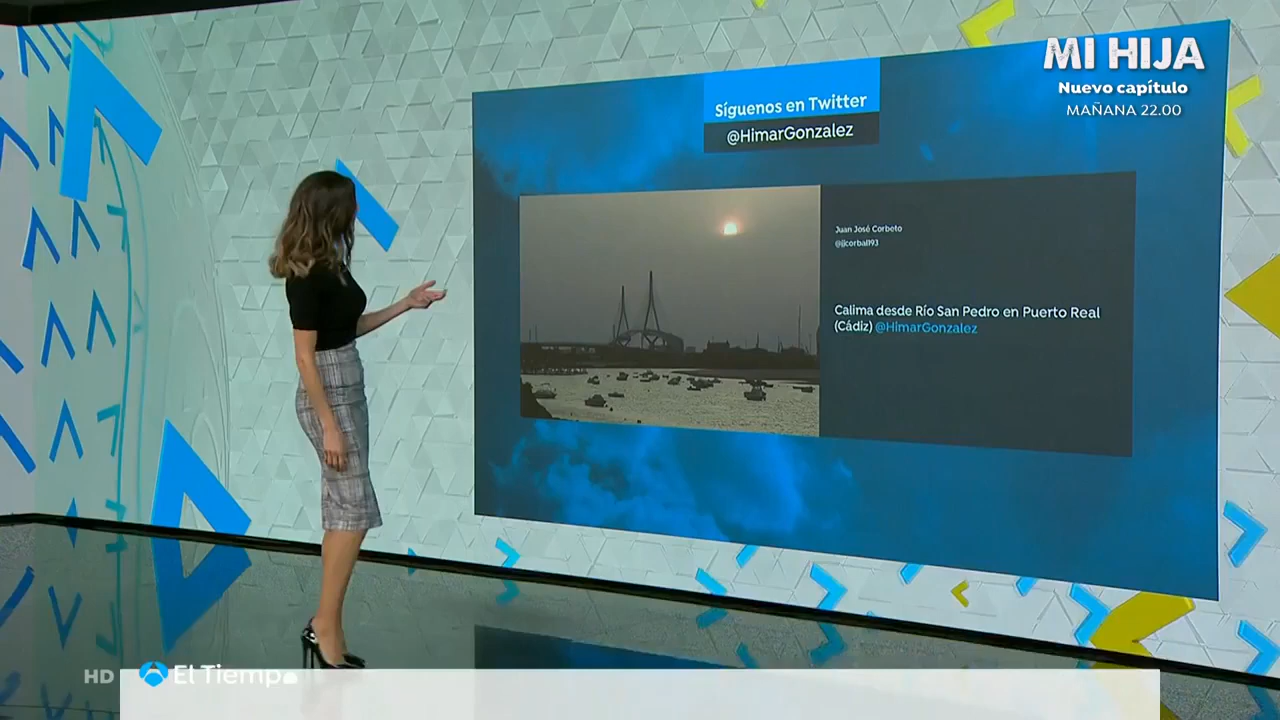 MI HIJA
Nuevo capítulo
MAÑANA 22.00
Síguenos en Twitter
@HimarGonzalez
Juan José Corbeto
@jjcorbal193
Calima desde Río San Pedro en Puerto Real
(Cádiz) @HimarGonzalez
HD El Tiempo